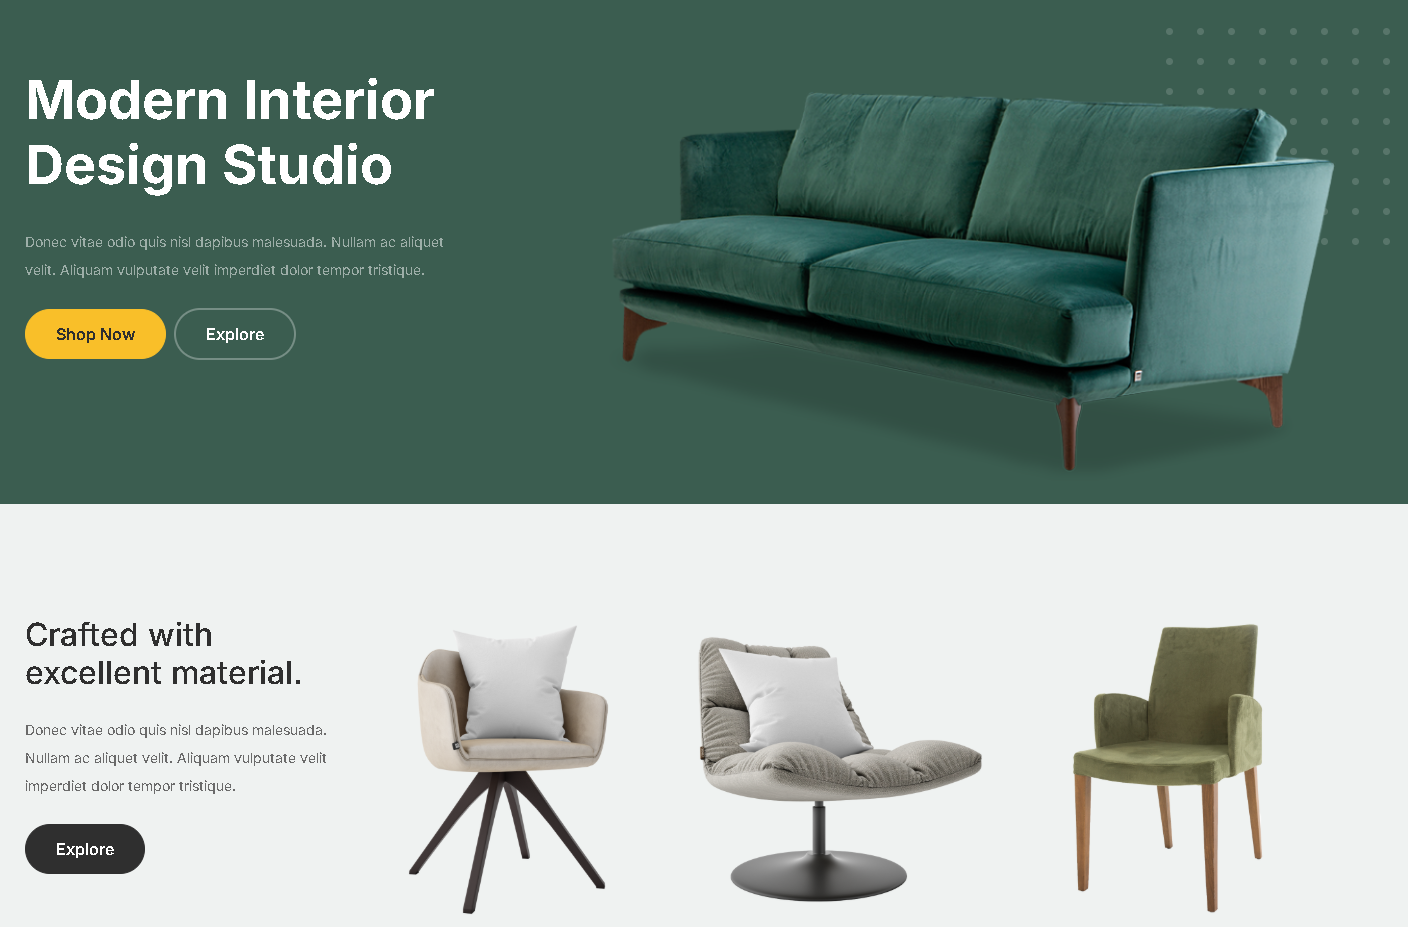 Modern Interior
Design Studio
Donec vitae odio quis nisl dapibus malesuada. Nullam ac aliquet
velit. Aliquam vulputate velit imperdiet dolor tempor tristique.
Shop Now
Explore
Crafted with
excellent material.
Donec vitae odio quis nisl dapibus malesuada.
Nullam ac aliquet velit. Aliquam vulputate velit
imperdiet dolor tempor tristique.
Explore